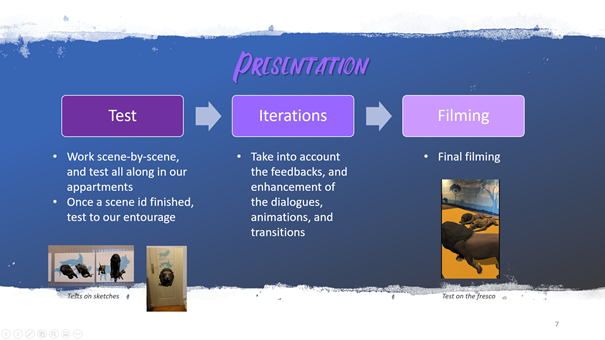 PRESENTATION
Test
Iterations
Filming
• Work scene-by-scene,
and test all along in our
appartments
• Once a scene id finished,
test to our entourage
• Take into account
the feedbacks, and
enhancement of
the dialogues,
animations, and
transitions
• Final filming
Tests on sketches
Test on the fresco
7